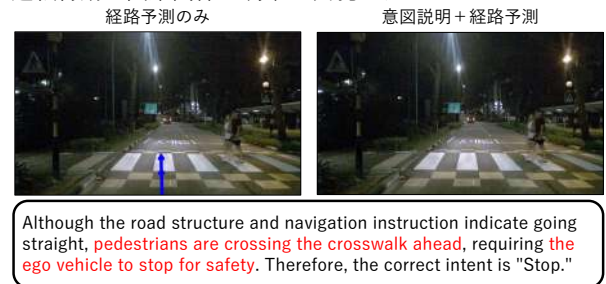 経路予測のみ
意図説明＋経路予測
Although the road structure and navigation instruction indicate going
straight, pedestrians are crossing the crosswalk ahead, requiring the
ego vehicle to stop for safety. Therefore, the correct intent is "Stop."